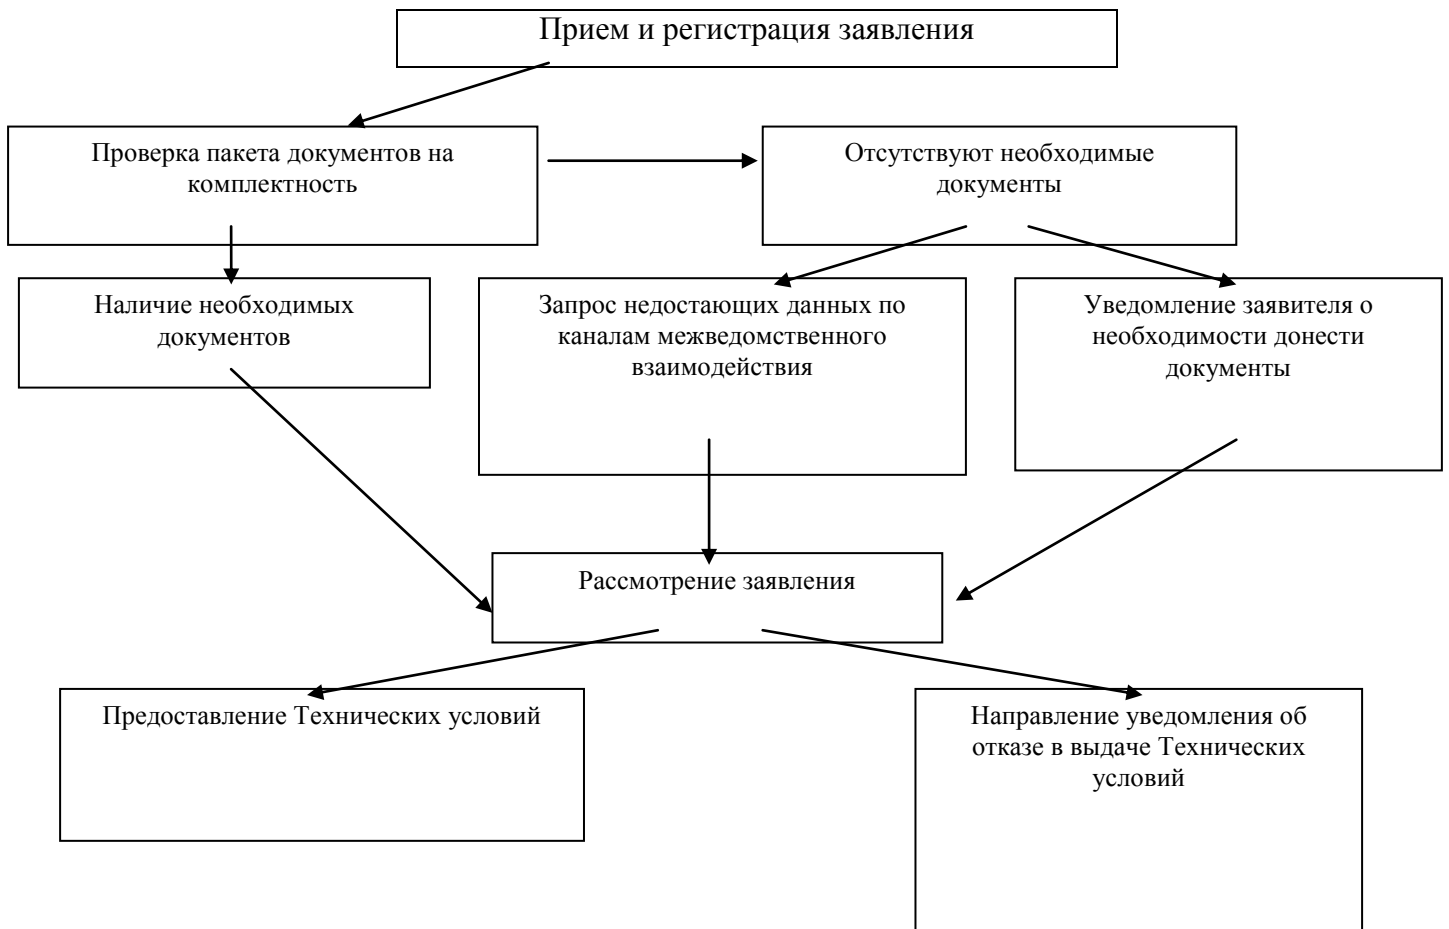 Прием и регистрация заявления
Проверка пакета документов на
комплектность
Отсутствуют необходимые
документы
Наличие необходимых
документов
Запрос недостающих данных по
каналам межведомственного
взаимодействия
Уведомление заявителя о
необходимости донести
документы
Рассмотрение заявления
Предоставление Технических условий
Направление уведомления об
отказе в выдаче Технических
условий